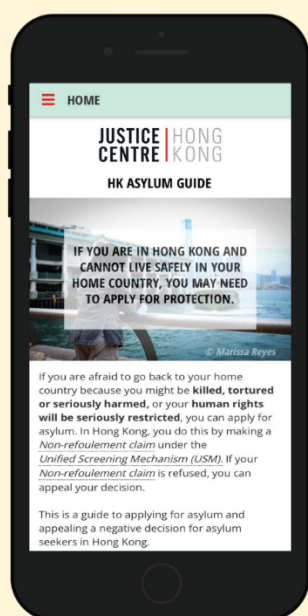 HOME
JUSTICE HONG
CENTRE KONG
HK ASYLUM GUIDE
IF YOU ARE IN HONG KONG AND
CANNOT LIVE SAFELY IN YOUR
HOME COUNTRY, YOU MAY NEED
TO APPLY FOR PROTECTION.
© Marissa Reyes
If you are afraid to go back to your home
country because you might be killed, tortured
or seriously harmed, or your human rights
will be seriously restricted, you can apply for
asylum. In Hong Kong, you do this by making a
Non-refoulement claim under the
Unified Screening Mechanism (USM). If your
Non-refoulement claim is refused, you can
appeal your decision.
This is a guide to applying for asylum and
appealing a negative decision for asylum
seekers in Hong Kong.